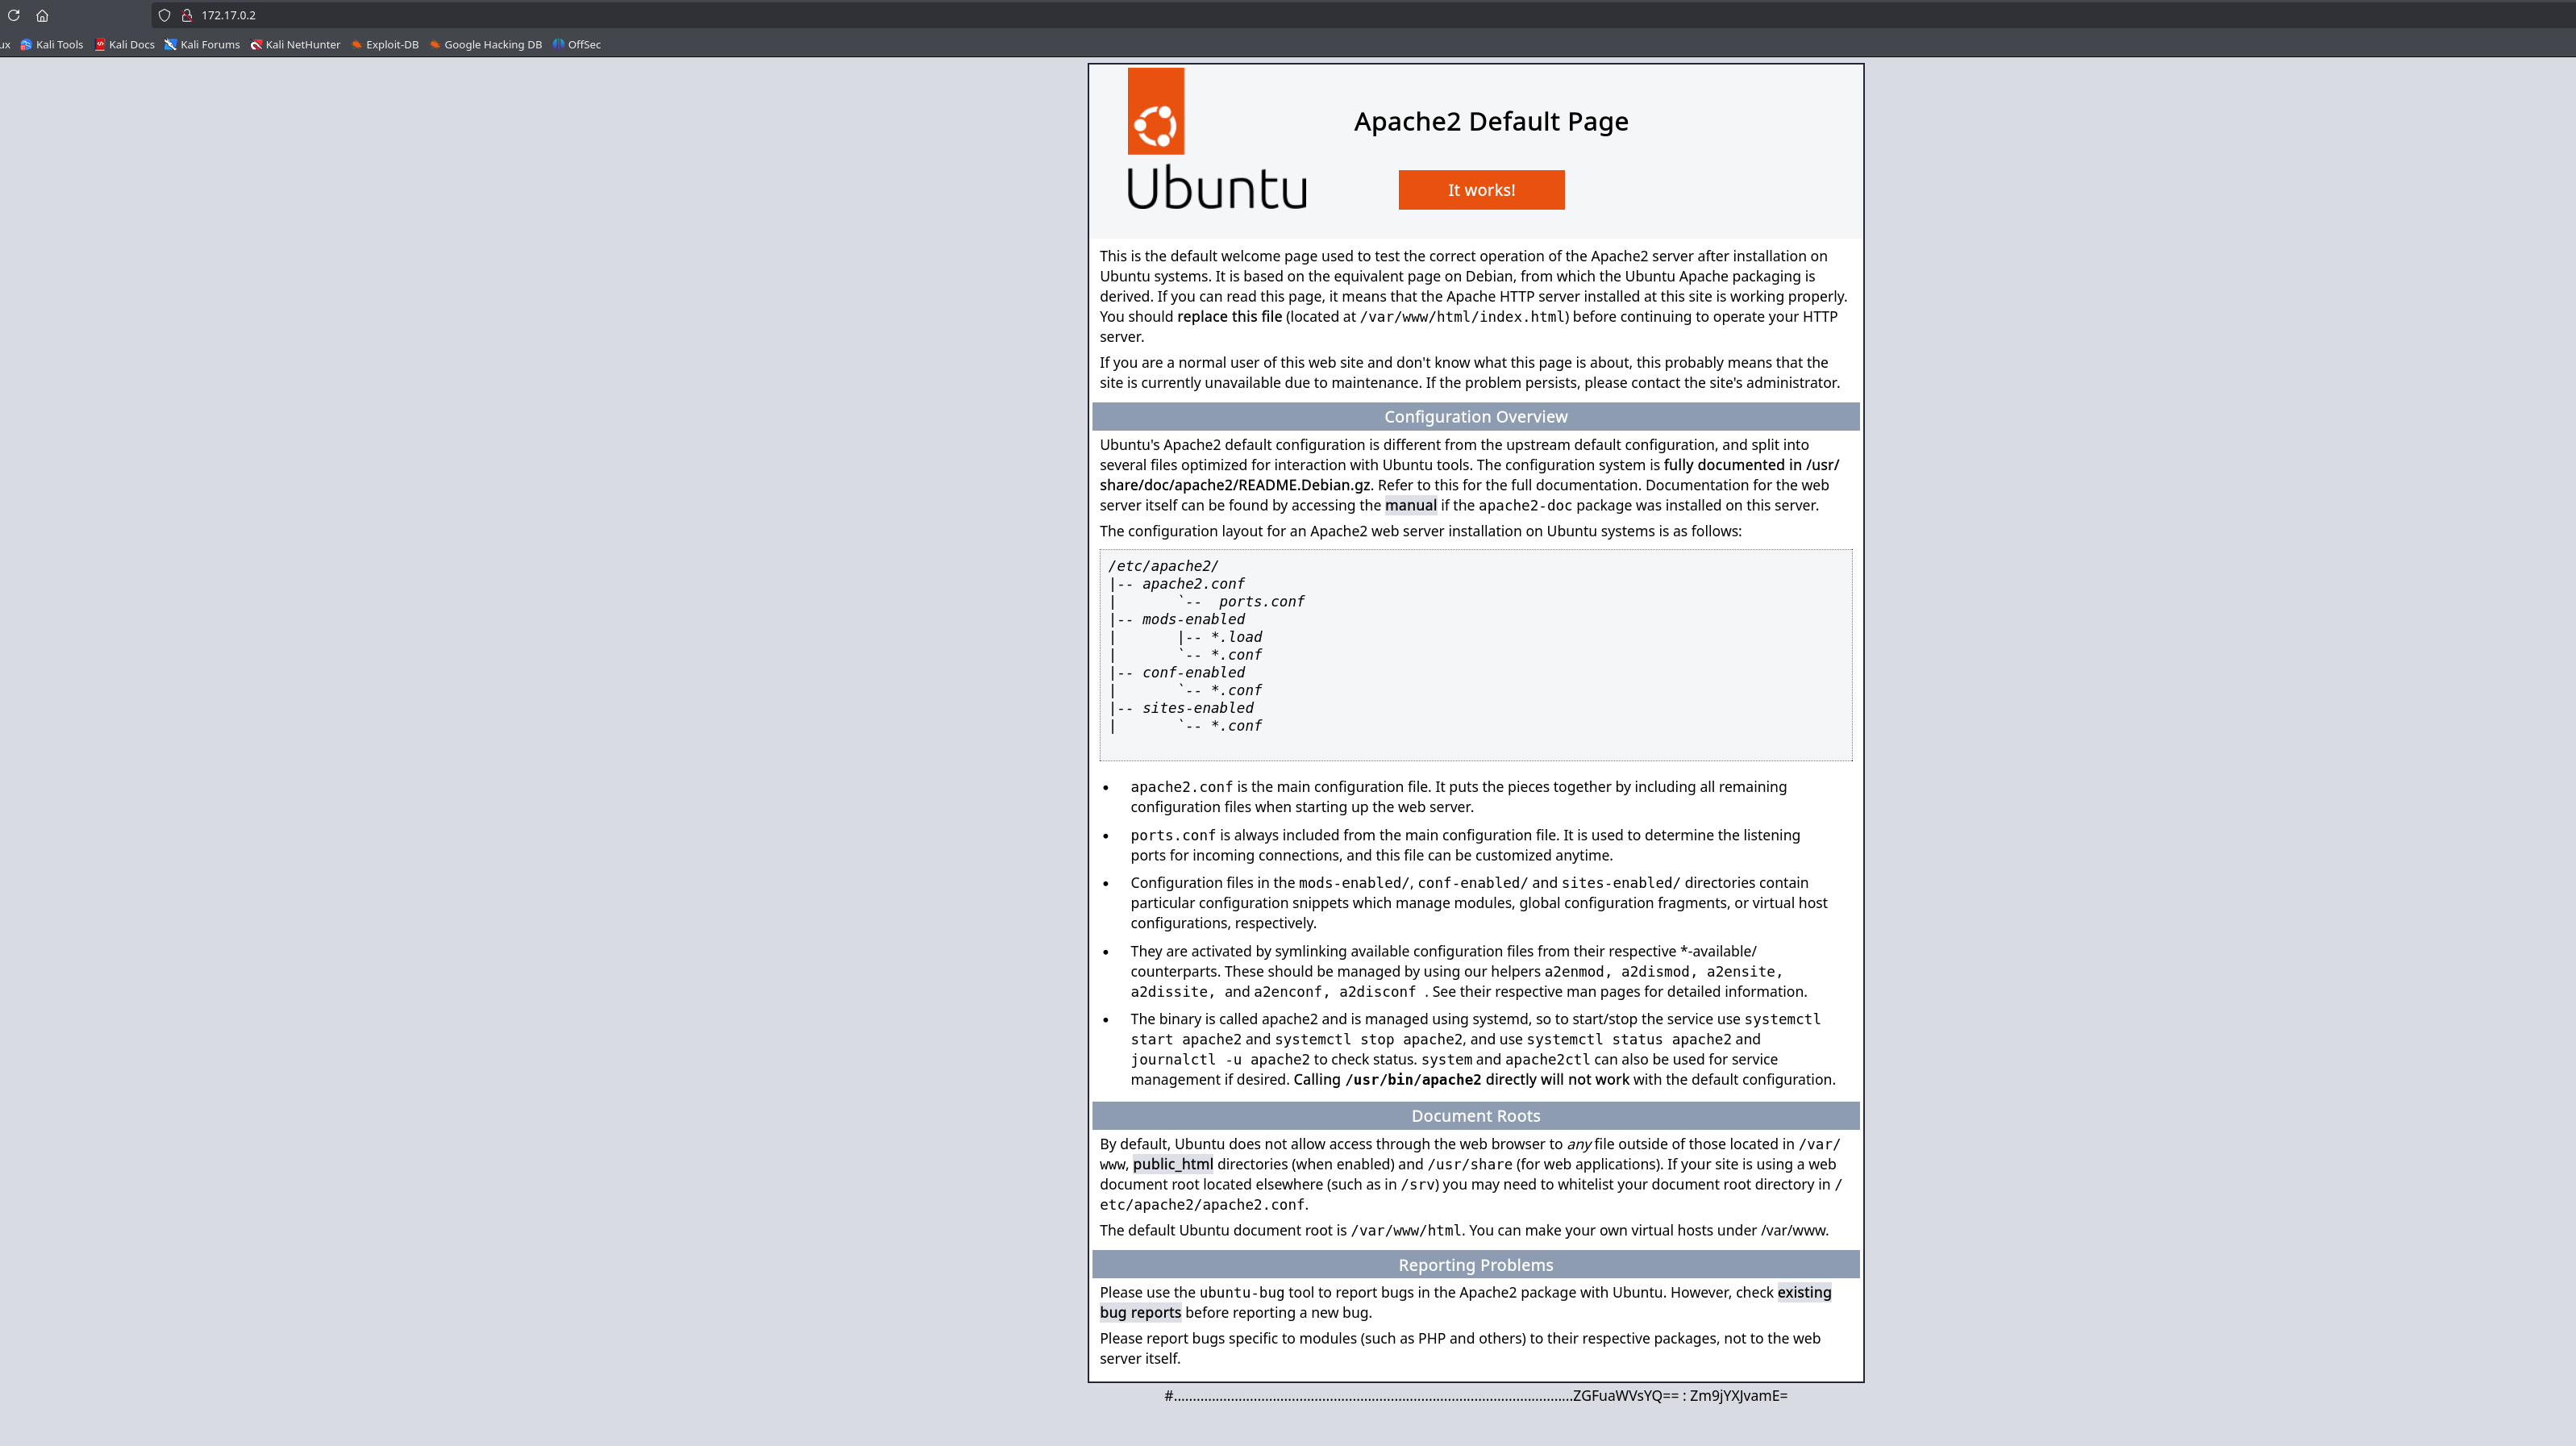 172.17.0.2
ux Kali Tools Kali Docs Kali Forums Kali NetHunter Exploit-DB Google Hacking DB OffSec
Ubuntu
Apache2 Default Page
It works!
This is the default welcome page used to test the correct operation of the Apache2 server after installation on
Ubuntu systems. It is based on the equivalent page on Debian, from which the Ubuntu Apache packaging is
derived. If you can read this page, it means that the Apache HTTP server installed at this site is working properly.
You should replace this file (located at /var/www/html/index.html) before continuing to operate your HTTP
server.
If you are a normal user of this web site and don't know what this page is about, this probably means that the
site is currently unavailable due to maintenance. If the problem persists, please contact the site's administrator.
Configuration Overview
Ubuntu's Apache2 default configuration is different from the upstream default configuration, and split into
several files optimized for interaction with Ubuntu tools. The configuration system is fully documented in /usr/
share/doc/apache2/README.Debian.gz. Refer to this for the full documentation. Documentation for the web
server itself can be found by accessing the manual if the apache2-doc package was installed on this server.
The configuration layout for an Apache2 web server installation on Ubuntu systems is as follows:
/etc/apache2/
|-- apache2.conf
|       `--  ports.conf
|-- mods-enabled
|       |-- *.load
|       `-- *.conf
|-- conf-enabled
|       `-- *.conf
|-- sites-enabled
|       `-- *.conf
• apache2.conf is the main configuration file. It puts the pieces together by including all remaining
configuration files when starting up the web server.
• ports.conf is always included from the main configuration file. It is used to determine the listening
ports for incoming connections, and this file can be customized anytime.
• Configuration files in the mods-enabled/, conf-enabled/ and sites-enabled/ directories contain
particular configuration snippets which manage modules, global configuration fragments, or virtual host
configurations, respectively.
• They are activated by symlinking available configuration files from their respective *-available/
counterparts. These should be managed by using our helpers a2enmod, a2dismod, a2ensite,
a2dissite, and a2enconf, a2disconf . See their respective man pages for detailed information.
• The binary is called apache2 and is managed using systemd, so to start/stop the service use systemctl
start apache2 and systemctl stop apache2, and use systemctl status apache2 and
journalctl -u apache2 to check status. system and apache2ctl can also be used for service
management if desired. Calling /usr/bin/apache2 directly will not work with the default configuration.
Document Roots
By default, Ubuntu does not allow access through the web browser to any file outside of those located in /var/
www, public_html directories (when enabled) and /usr/share (for web applications). If your site is using a web
document root located elsewhere (such as in /srv) you may need to whitelist your document root directory in /
etc/apache2/apache2.conf.
The default Ubuntu document root is /var/www/html. You can make your own virtual hosts under /var/www.
Reporting Problems
Please use the ubuntu-bug tool to report bugs in the Apache2 package with Ubuntu. However, check existing
bug reports before reporting a new bug.
Please report bugs specific to modules (such as PHP and others) to their respective packages, not to the web
server itself.
#.........................................................................................................ZGFuaWVsYQ== : Zm9jYXJvamE=